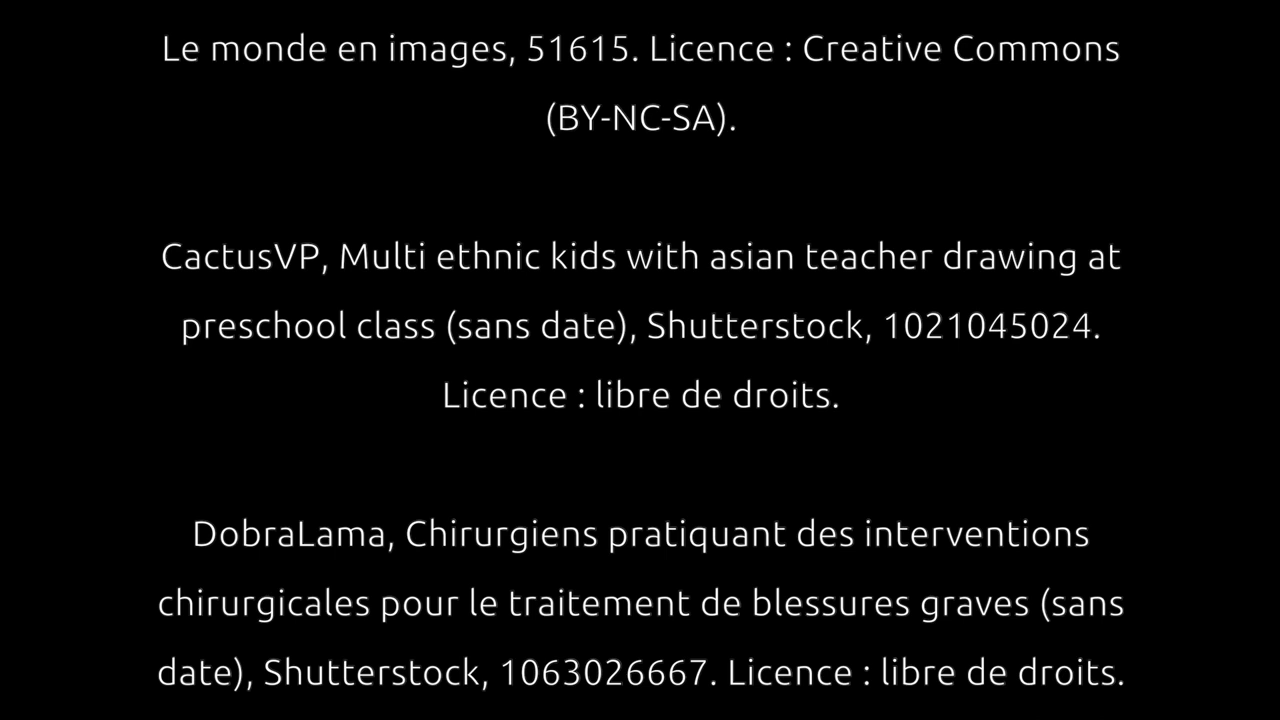 Le monde en images, 51615. Licence : Creative Commons
(BY-NC-SA).
CactusVP, Multi ethnic kids with asian teacher drawing at
preschool class (sans date), Shutterstock, 1021045024.
Licence : libre de droits.
DobraLama, Chirurgiens pratiquant des interventions
chirurgicales pour le traitement de blessures graves (sans
date), Shutterstock, 1063026667. Licence : libre de droits.